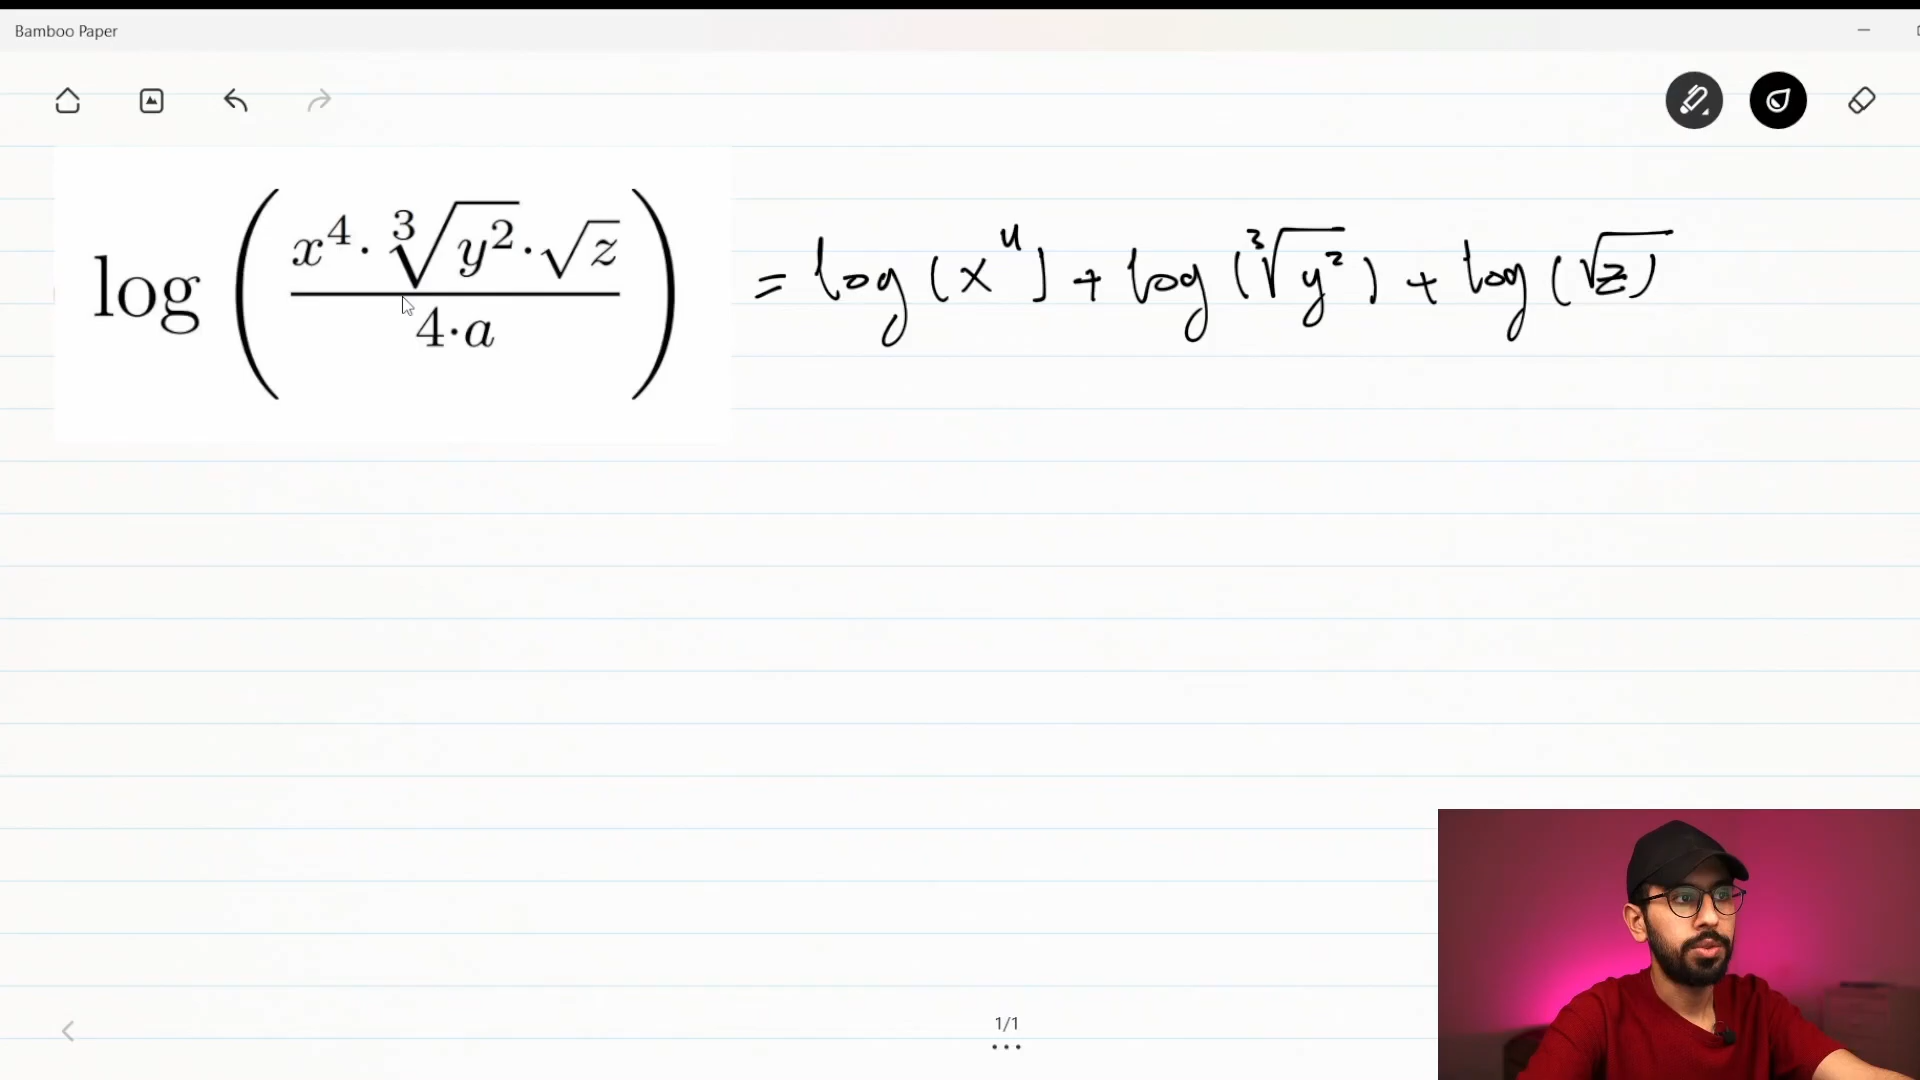 Bamboo Paper
log ( x⁴ · ∛y² · √z / 4 · a ) = log (x⁴) + log (∛y²) + log (√z)
1/1